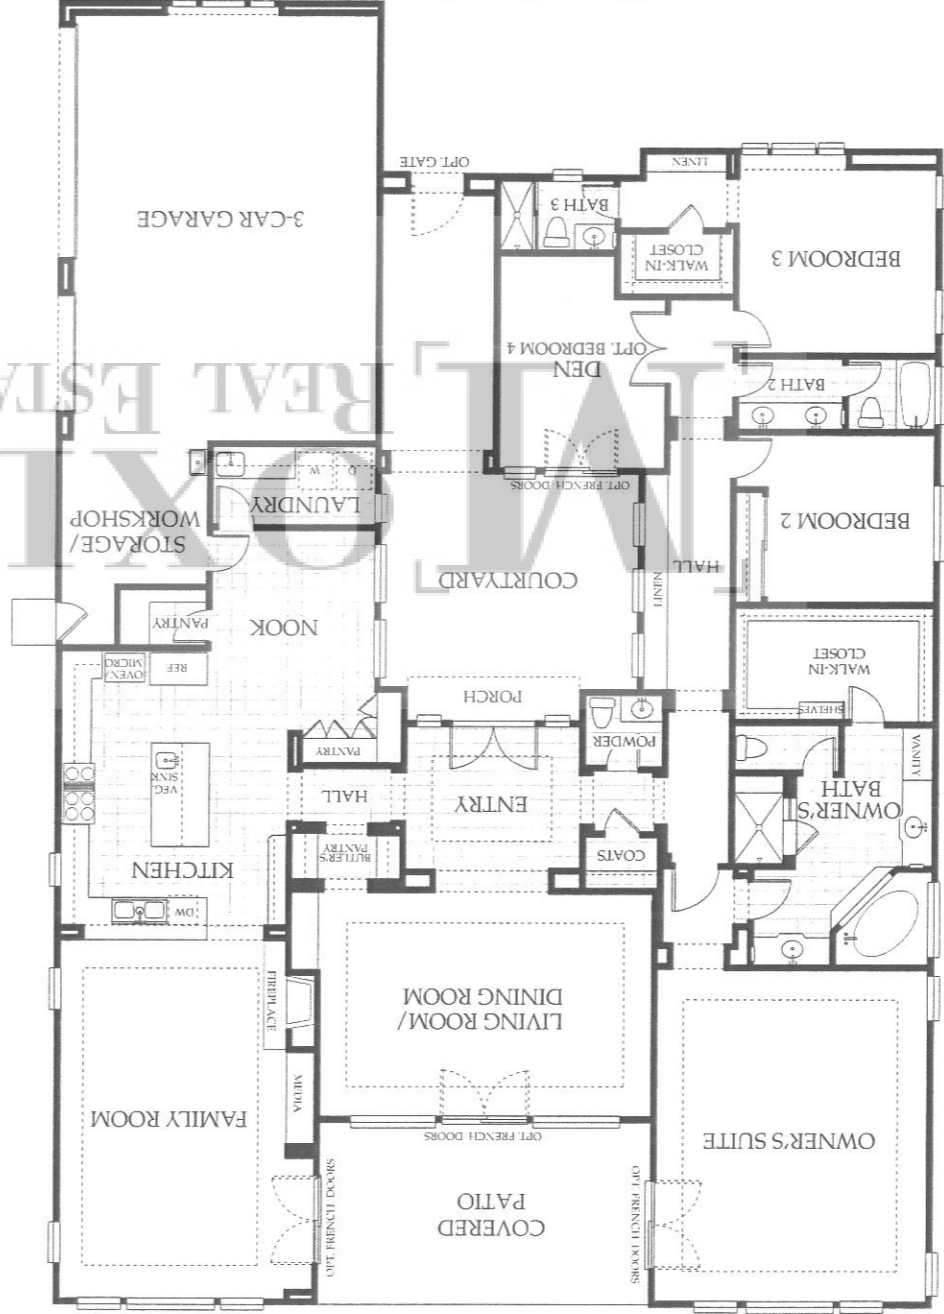 OPT. FRENCH DOORS
COVERED
PATIO
OPT. FRENCH DOORS
OWNER'S SUITE
OPT. FRENCH DOORS
FAMILY ROOM
MEDIA
LIVING ROOM/
DINING ROOM
FIREPLACE
DW
KITCHEN
COATS
BUTLER'S
PANTRY
OWNER'S
BATH
VANITY
ENTRY
HALL
VEG.
SINK
POWDER
PANTRY
SHELVES
PORCH
WALK-IN
CLOSET
REF
OVEN/
MICRO
NOOK
PANTRY
LINEN
HALL
COURTYARD
BEDROOM 2
STORAGE/
WORKSHOP
LAUNDRY
OPT. FRENCH DOORS
D
W
[M]OXI
REAL ESTA
BATH 2
DEN
OPT. BEDROOM 4
BEDROOM 3
WALK-IN
CLOSET
BATH 3
3-CAR GARAGE
LINEN
OPT. GATE